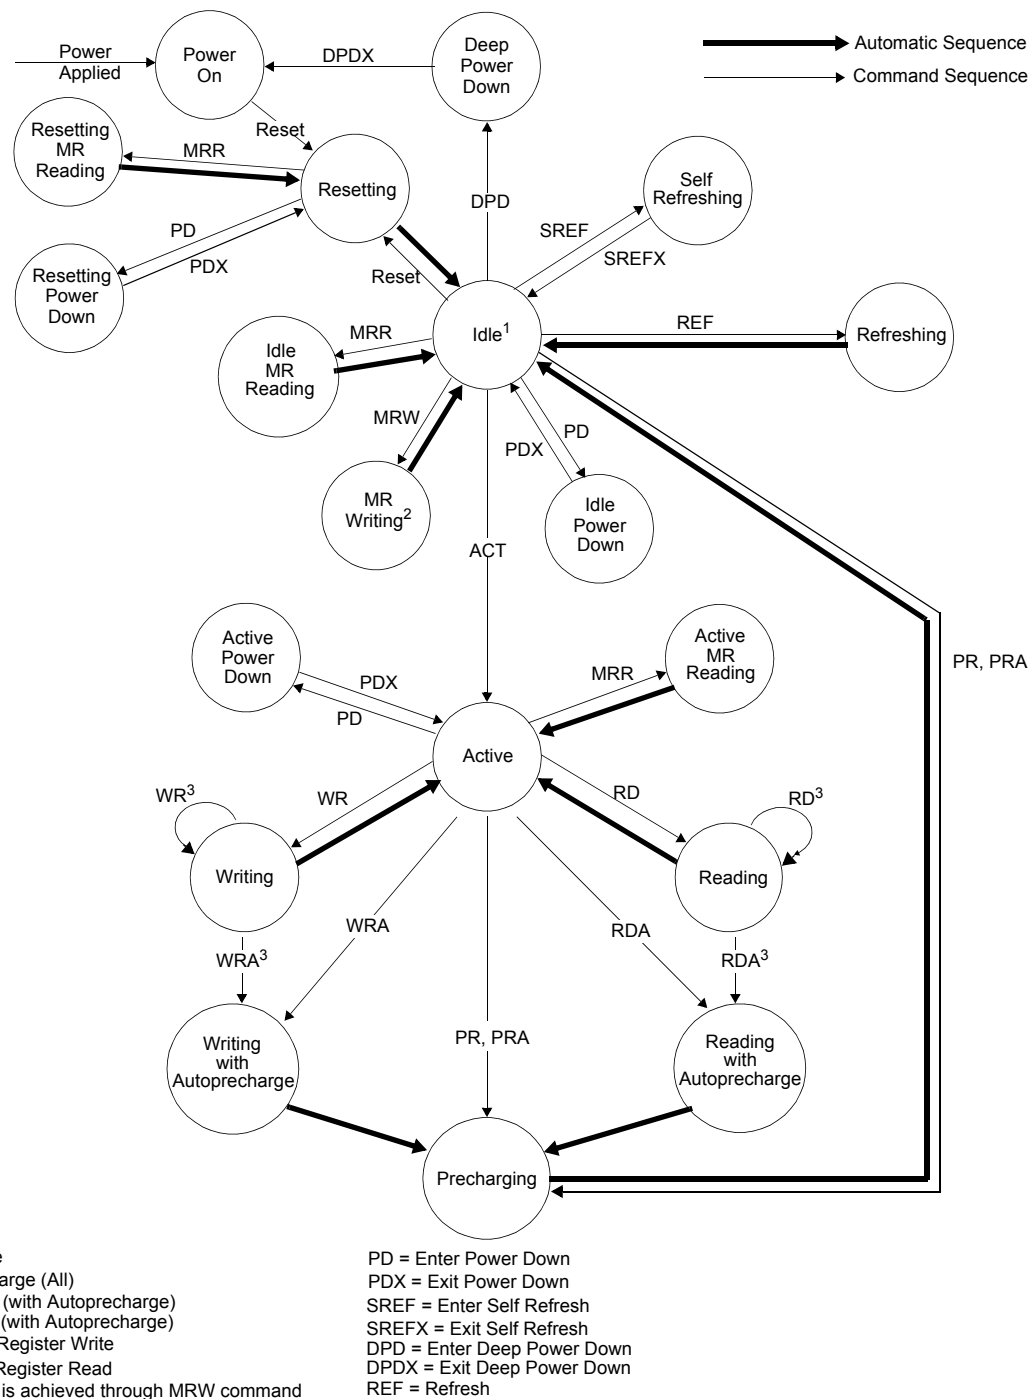 Power
Applied
Power
On
DPDX
Deep
Power
Down
Automatic Sequence
Command Sequence
Reset
Resetting
MR
Reading
MRR
Resetting
PD
PDX
Resetting
Power
Down
DPD
Self
Refreshing
SREF
SREFX
Reset
Idle1
REF
Refreshing
MRR
Idle
MR
Reading
MRW
PD
PDX
MR
Writing2
Idle
Power
Down
ACT
Active
Power
Down
PDX
PD
MRR
Active
MR
Reading
PR, PRA
Active
WR3
WR
RD
RD3
Writing
Reading
WRA3
WRA
RDA
RDA3
Writing
with
Autoprecharge
PR, PRA
Reading
with
Autoprecharge
Precharging
e
arge (All)
(with Autoprecharge)
(with Autoprecharge)
Register Write
Register Read
is achieved through MRW command
PD = Enter Power Down
PDX = Exit Power Down
SREF = Enter Self Refresh
SREFX = Exit Self Refresh
DPD = Enter Deep Power Down
DPDX = Exit Deep Power Down
REF = Refresh